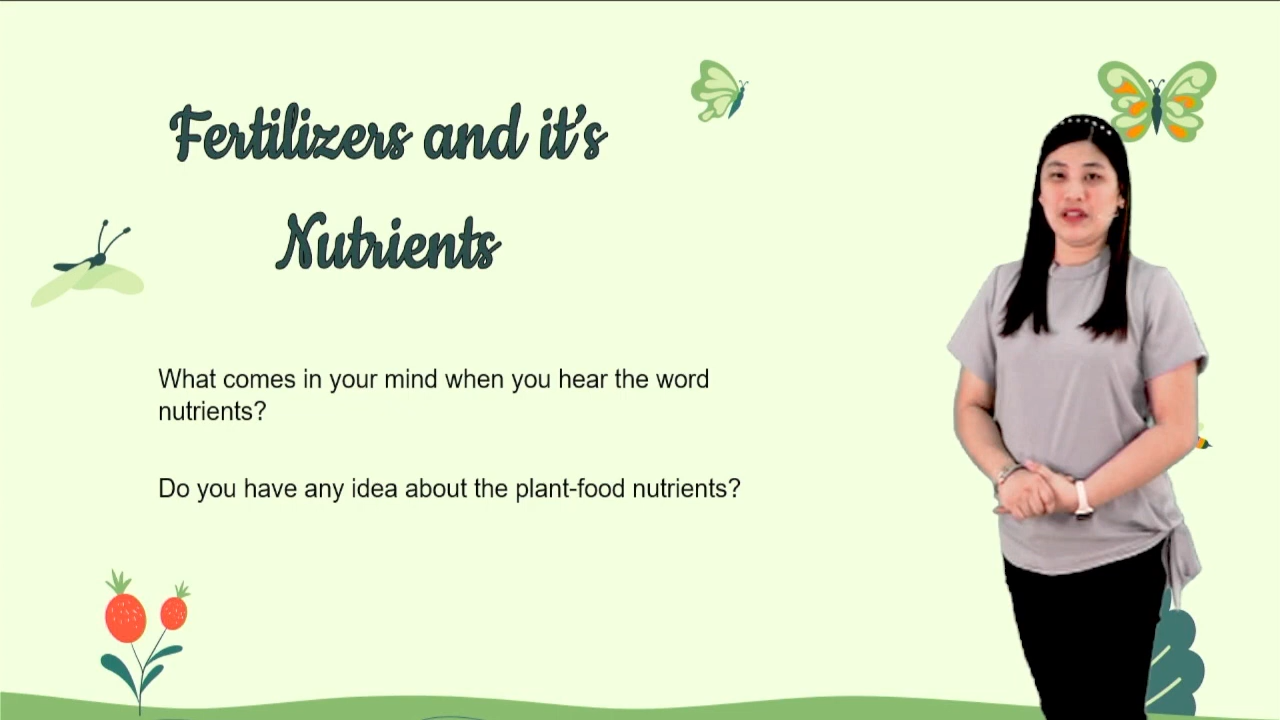 Fertilizers and it's
Nutrients
What comes in your mind when you hear the word
nutrients?
Do you have any idea about the plant-food nutrients?